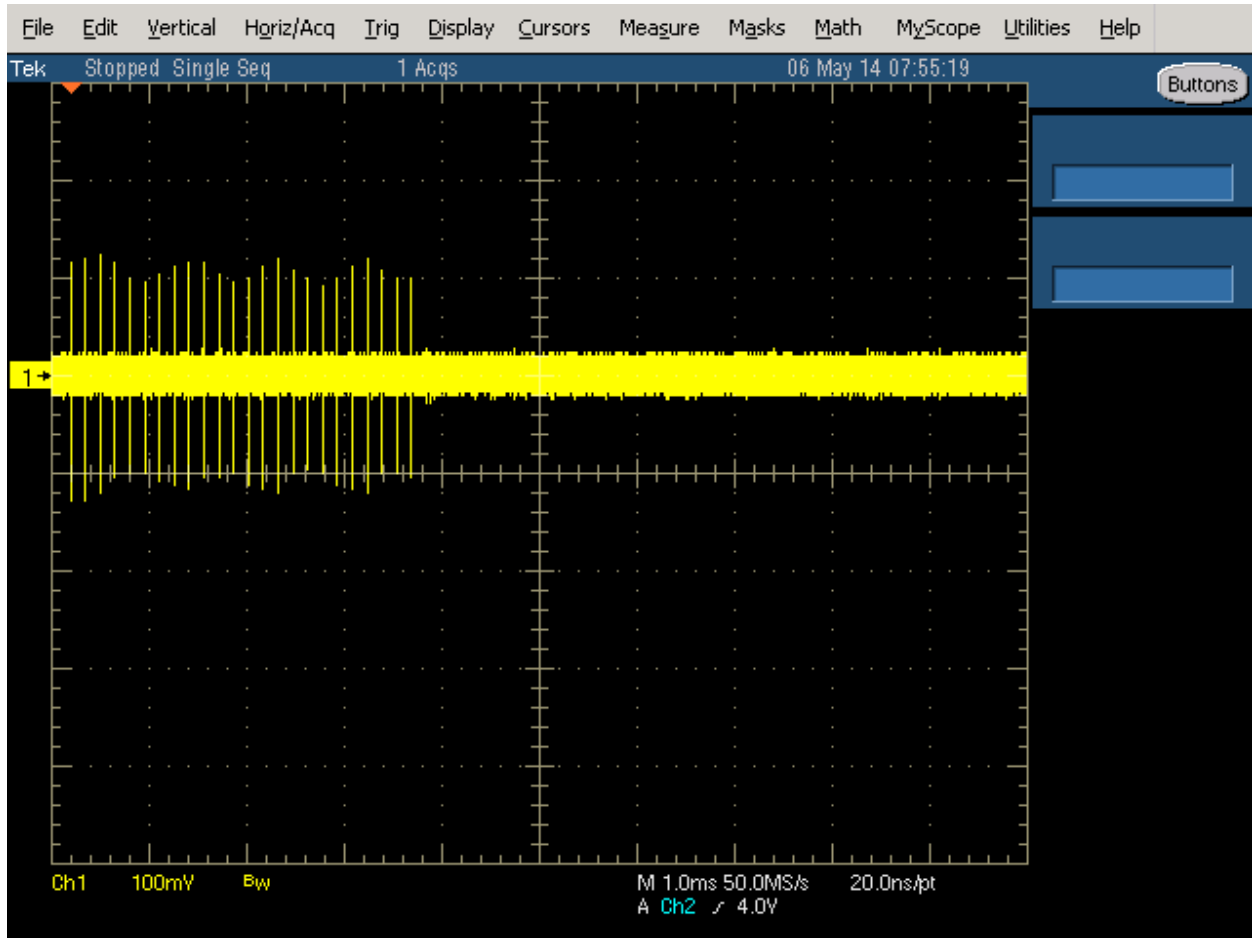 File Edit Vertical Horiz/Acq Trig Display Cursors Measure Masks Math MyScope Utilities Help
Tek Stopped Single Seq 1 Acqs 06 May 14 07:55:19
Buttons
1
Ch1 100mV Bw M 1.0ms 50.0MS/s 20.0ns/pt
A Ch2 4.0V